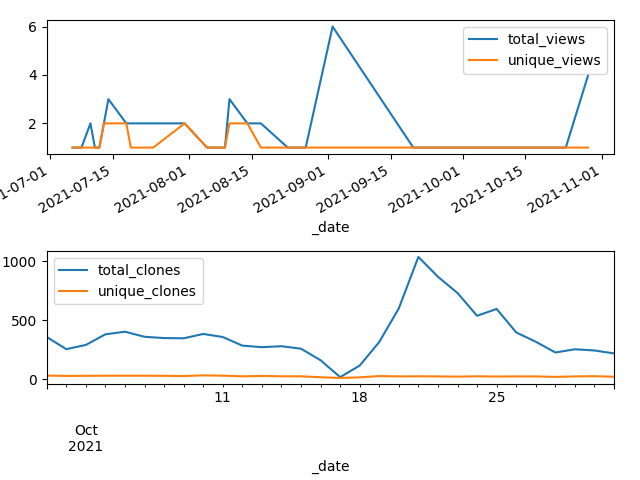 6
total_views
unique_views
4
2
1-07-01
2021-07-15
2021-08-01
2021-08-15
2021-09-01
2021-09-15
2021-10-01
2021-10-15
2021-11-01
_date
1000
total_clones
unique_clones
500
0
11
18
25
Oct
2021
_date